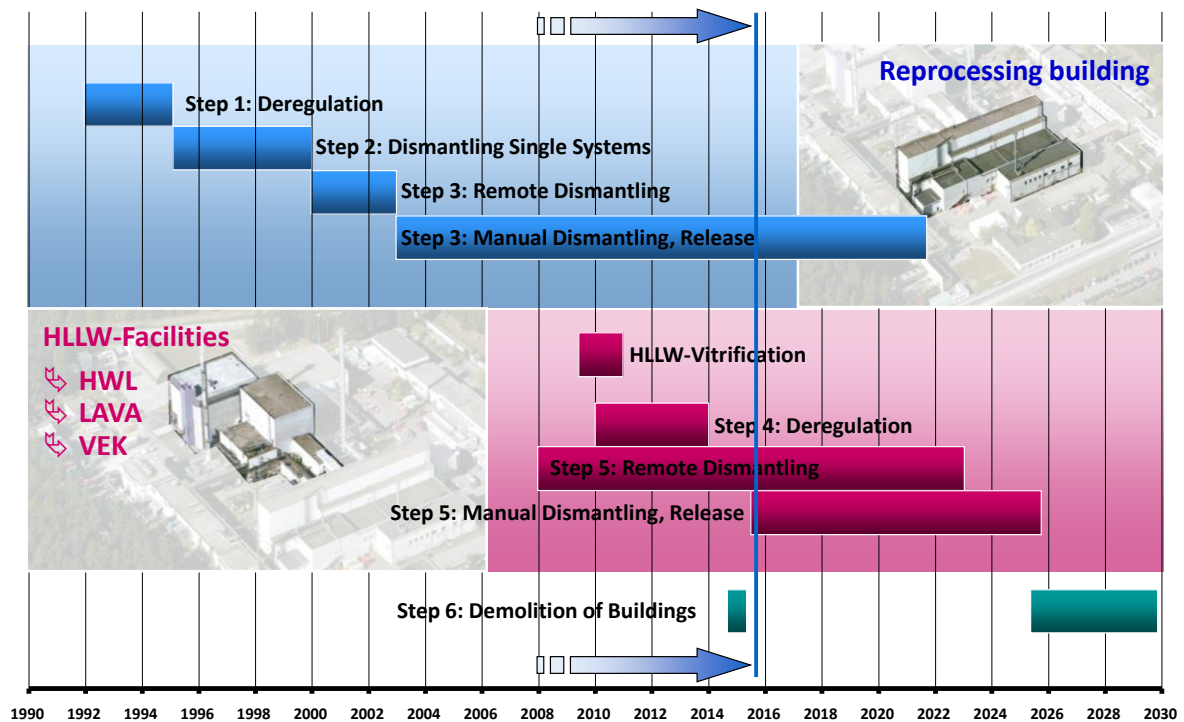 Reprocessing building
Step 1: Deregulation
Step 2: Dismantling Single Systems
Step 3: Remote Dismantling
Step 3: Manual Dismantling, Release
HLLW-Facilities
HWL
LAVA
VEK
HLLW-Vitrification
Step 4: Deregulation
Step 5: Remote Dismantling
Step 5: Manual Dismantling, Release
Step 6: Demolition of Buildings
1990 1992 1994 1996 1998 2000 2002 2004 2006 2008 2010 2012 2014 2016 2018 2020 2022 2024 2026 2028 2030